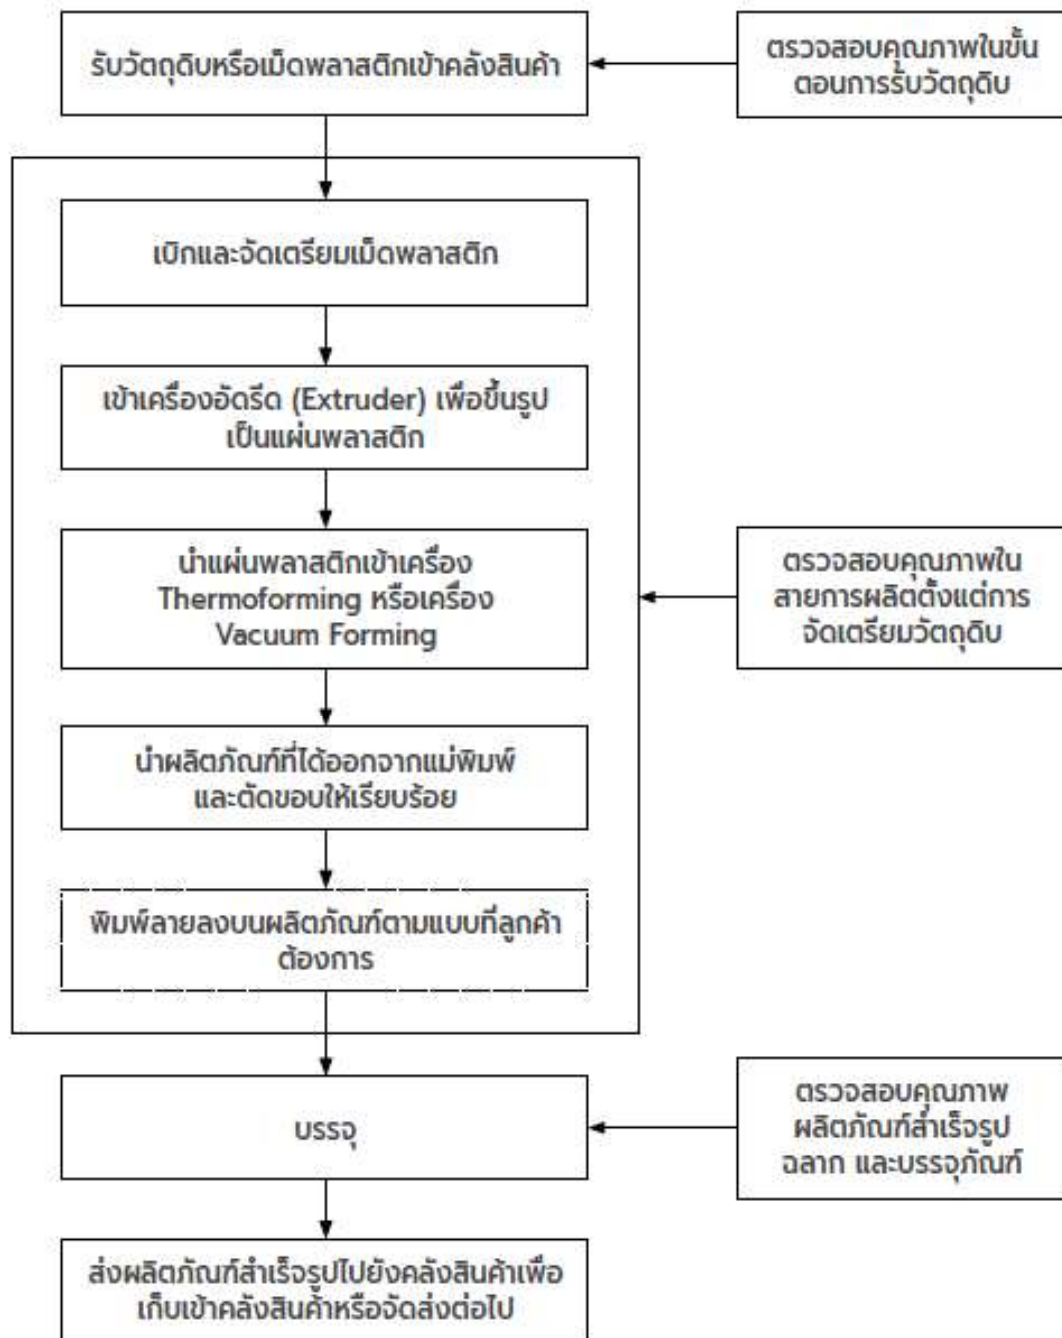 รับวัตถุดิบหรือเม็ดพลาสติกเข้าคลังสินค้า
ตรวจสอบคุณภาพในขั้น
ตอนการรับวัตถุดิบ
เบิกและจัดเตรียมเม็ดพลาสติก
เข้าเครื่องอัดรีด (Extruder) เพื่อขึ้นรูป
เป็นแผ่นพลาสติก
นำแผ่นพลาสติกเข้าเครื่อง
Thermoforming หรือเครื่อง
Vacuum Forming
ตรวจสอบคุณภาพใน
สายการผลิตตั้งแต่การ
จัดเตรียมวัตถุดิบ
นำผลิตภัณฑ์ที่ได้ออกจากแม่พิมพ์
และตัดขอบให้เรียบร้อย
พิมพ์ลายลงบนผลิตภัณฑ์ตามแบบที่ลูกค้า
ต้องการ
บรรจุ
ตรวจสอบคุณภาพ
ผลิตภัณฑ์สำเร็จรูป
ฉลาก และบรรจุภัณฑ์
ส่งผลิตภัณฑ์สำเร็จรูปไปยังคลังสินค้าเพื่อ
เก็บเข้าคลังสินค้าหรือจัดส่งต่อไป